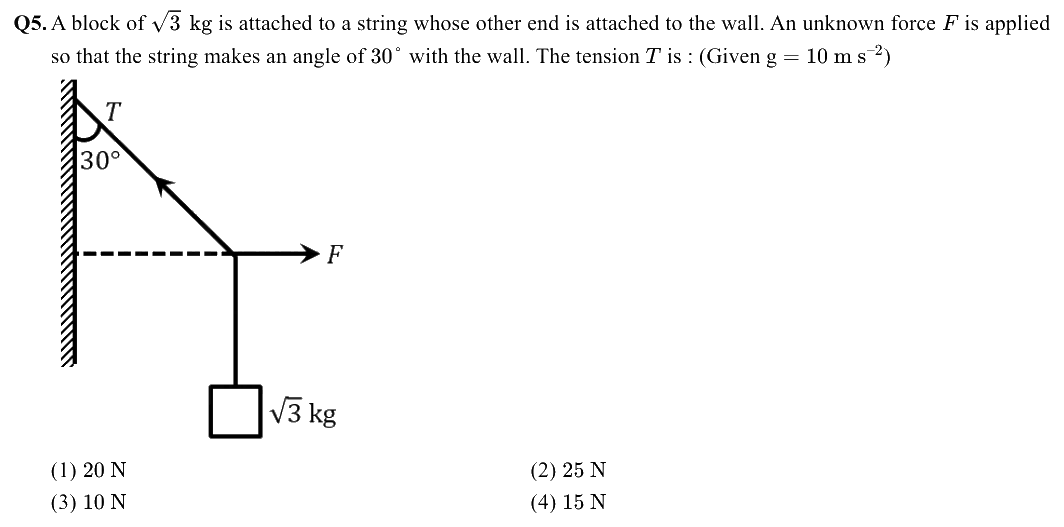 Q5. A block of √3 kg is attached to a string whose other end is attached to the wall. An unknown force F is applied
so that the string makes an angle of 30° with the wall. The tension T is : (Given g = 10 m s⁻²)
T
30°
F
√3 kg
(1) 20 N
(2) 25 N
(3) 10 N
(4) 15 N